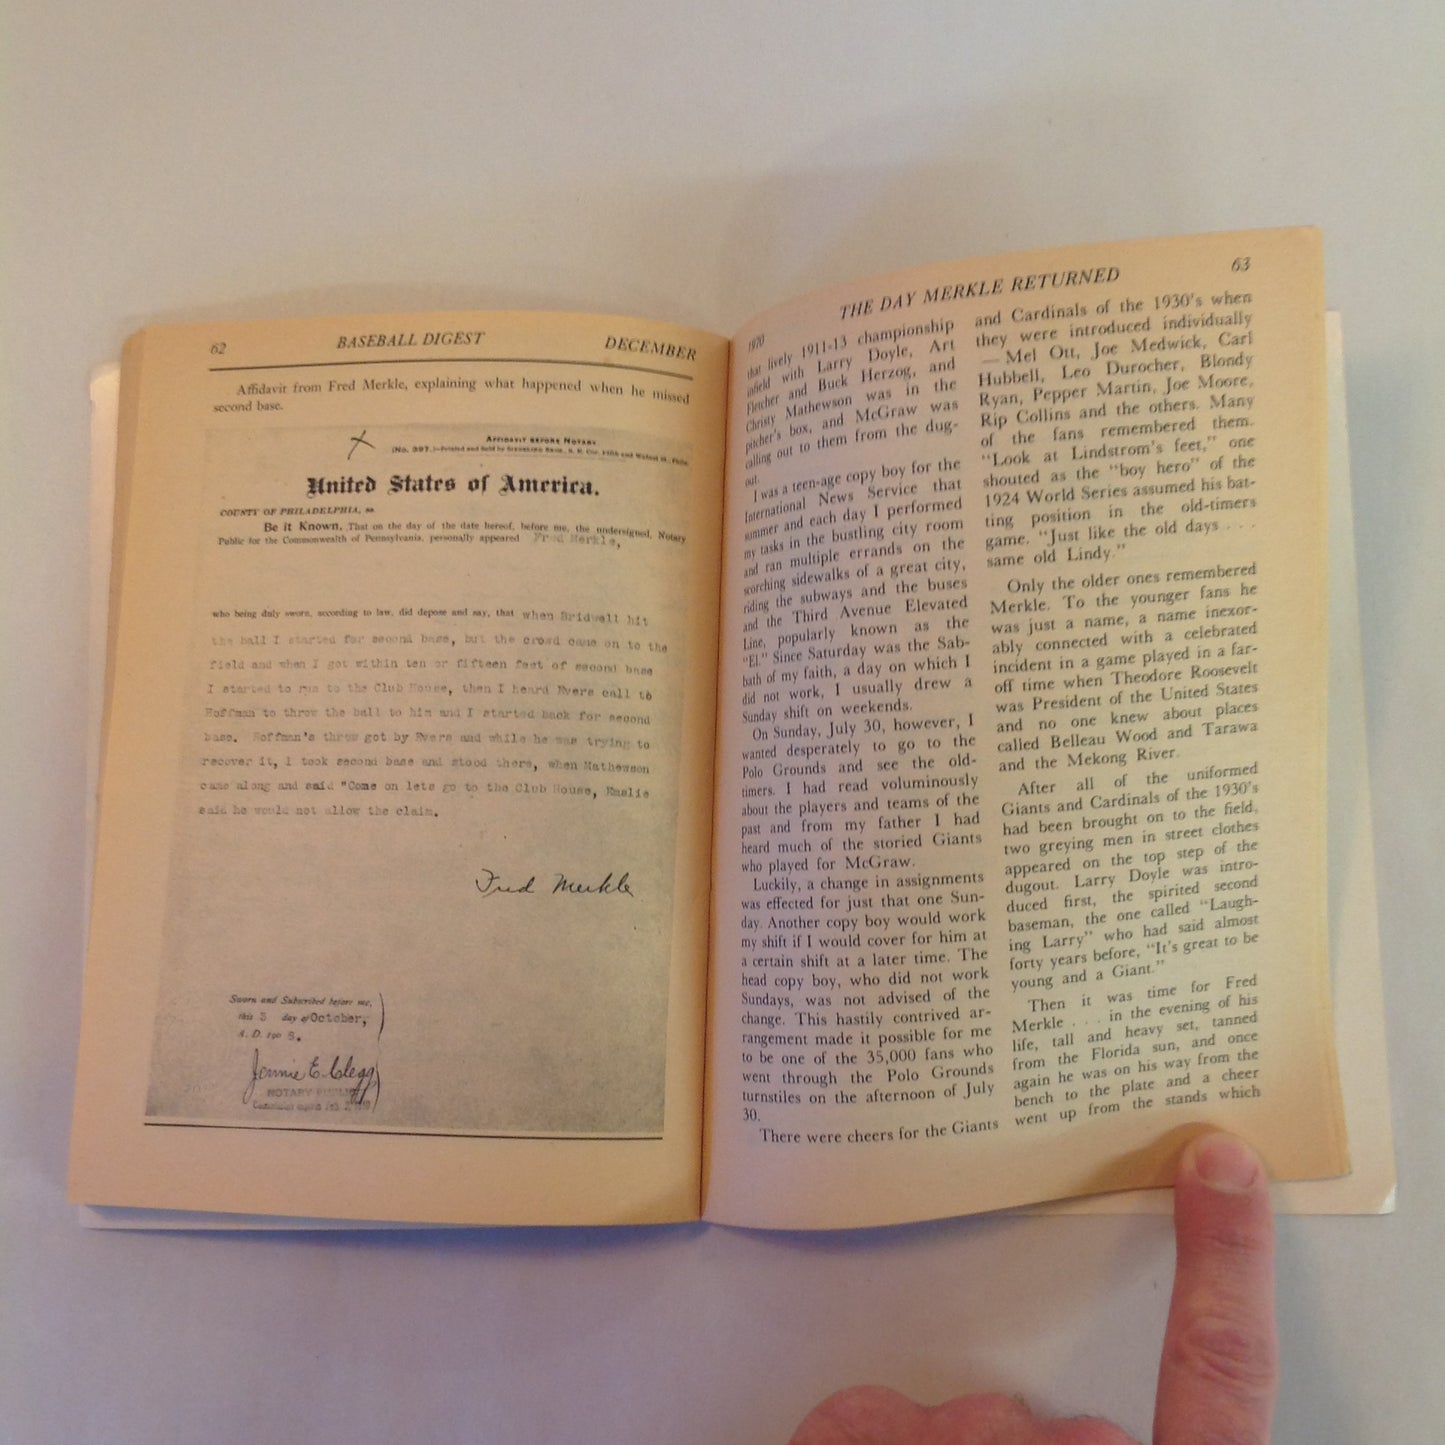 62
BASEBALL DIGEST
DECEMBER
Affidavit from Fred Merkle, explaining what happened when he missed
second base.
AFFIDAVIT BEFORE NOTARY
(No. 397.)—Printed and Sold by
United States of America.
COUNTY OF PHILADELPHIA, ss.
Be it Known, That on the day of the date hereof, before me, the undersigned, Notary
Public for the Commonwealth of Pennsylvania, personally appeared Fred Merkle,
who being duly sworn, according to law, did depose and say, that when Bridwell hit
the ball I started for second base, but the crowd came on to the
field and when I got within ten or fifteen feet of second base
I started to run to the Club House, then I heard Evers call to
Hoffman to throw the ball to him and I started back for second
base. Hoffman's throw got by Evers and while he was trying to
recover it, I took second base and stood there, when Mathewson
came along and said "Come on lets go to the Club House, Emslie
said he would not allow the claim.
Fred Merkle
Sworn and Subscribed before me,
this 3 day of October,
A. D. 190 8.
Jennie E. Clegg
NOTARY PUBLIC
63
THE DAY MERKLE RETURNED
1970
that lively 1911-13 championship
infield with Larry Doyle, Art
Fletcher and Buck Herzog, and
Christy Mathewson was in the
pitcher's box, and McGraw was
calling out to them from the dug-
out.
I was a teen-age copy boy for the
International News Service that
summer and each day I performed
my tasks in the bustling city room
and ran multiple errands on the
scorching sidewalks of a great city,
riding the subways and the buses
and the Third Avenue Elevated
Line, popularly known as the
"El." Since Saturday was the Sab-
bath of my faith, a day on which I
did not work, I usually drew a
Sunday shift on weekends.
On Sunday, July 30, however, I
wanted desperately to go to the
Polo Grounds and see the old-
timers. I had read voluminously
about the players and teams of the
past and from my father I had
heard much of the storied Giants
who played for McGraw.
Luckily, a change in assignments
was effected for just that one Sun-
day. Another copy boy would work
my shift if I would cover for him at
a certain shift at a later time. The
head copy boy, who did not work
Sundays, was not advised of the
change. This hastily contrived ar-
rangement made it possible for me
to be one of the 35,000 fans who
went through the Polo Grounds
turnstiles on the afternoon of July
30.
There were cheers for the Giants
and Cardinals of the 1930's when
they were introduced individually
— Mel Ott, Joe Medwick, Carl
Hubbell, Leo Durocher, Blondy
Ryan, Pepper Martin, Joe Moore,
Rip Collins and the others. Many
of the fans remembered them.
"Look at Lindstrom's feet," one
shouted as the "boy hero" of the
1924 World Series assumed his bat-
ting position in the old-timers
game. "Just like the old days . . .
same old Lindy."
Only the older ones remembered
Merkle. To the younger fans he
was just a name, a name inexor-
ably connected with a celebrated
incident in a game played in a far-
off time when Theodore Roosevelt
was President of the United States
and no one knew about places
called Belleau Wood and Tarawa
and the Mekong River.
After all of the uniformed
Giants and Cardinals of the 1930's
had been brought on to the field,
two greying men in street clothes
appeared on the top step of the
dugout. Larry Doyle was intro-
duced first, the spirited second
baseman, the one called "Laugh-
ing Larry" who had said almost
forty years before, "It's great to be
young and a Giant."
Then it was time for Fred
Merkle . . . in the evening of his
life, tall and heavy set, tanned
from the Florida sun, and once
again he was on his way from the
bench to the plate and a cheer
went up from the stands which